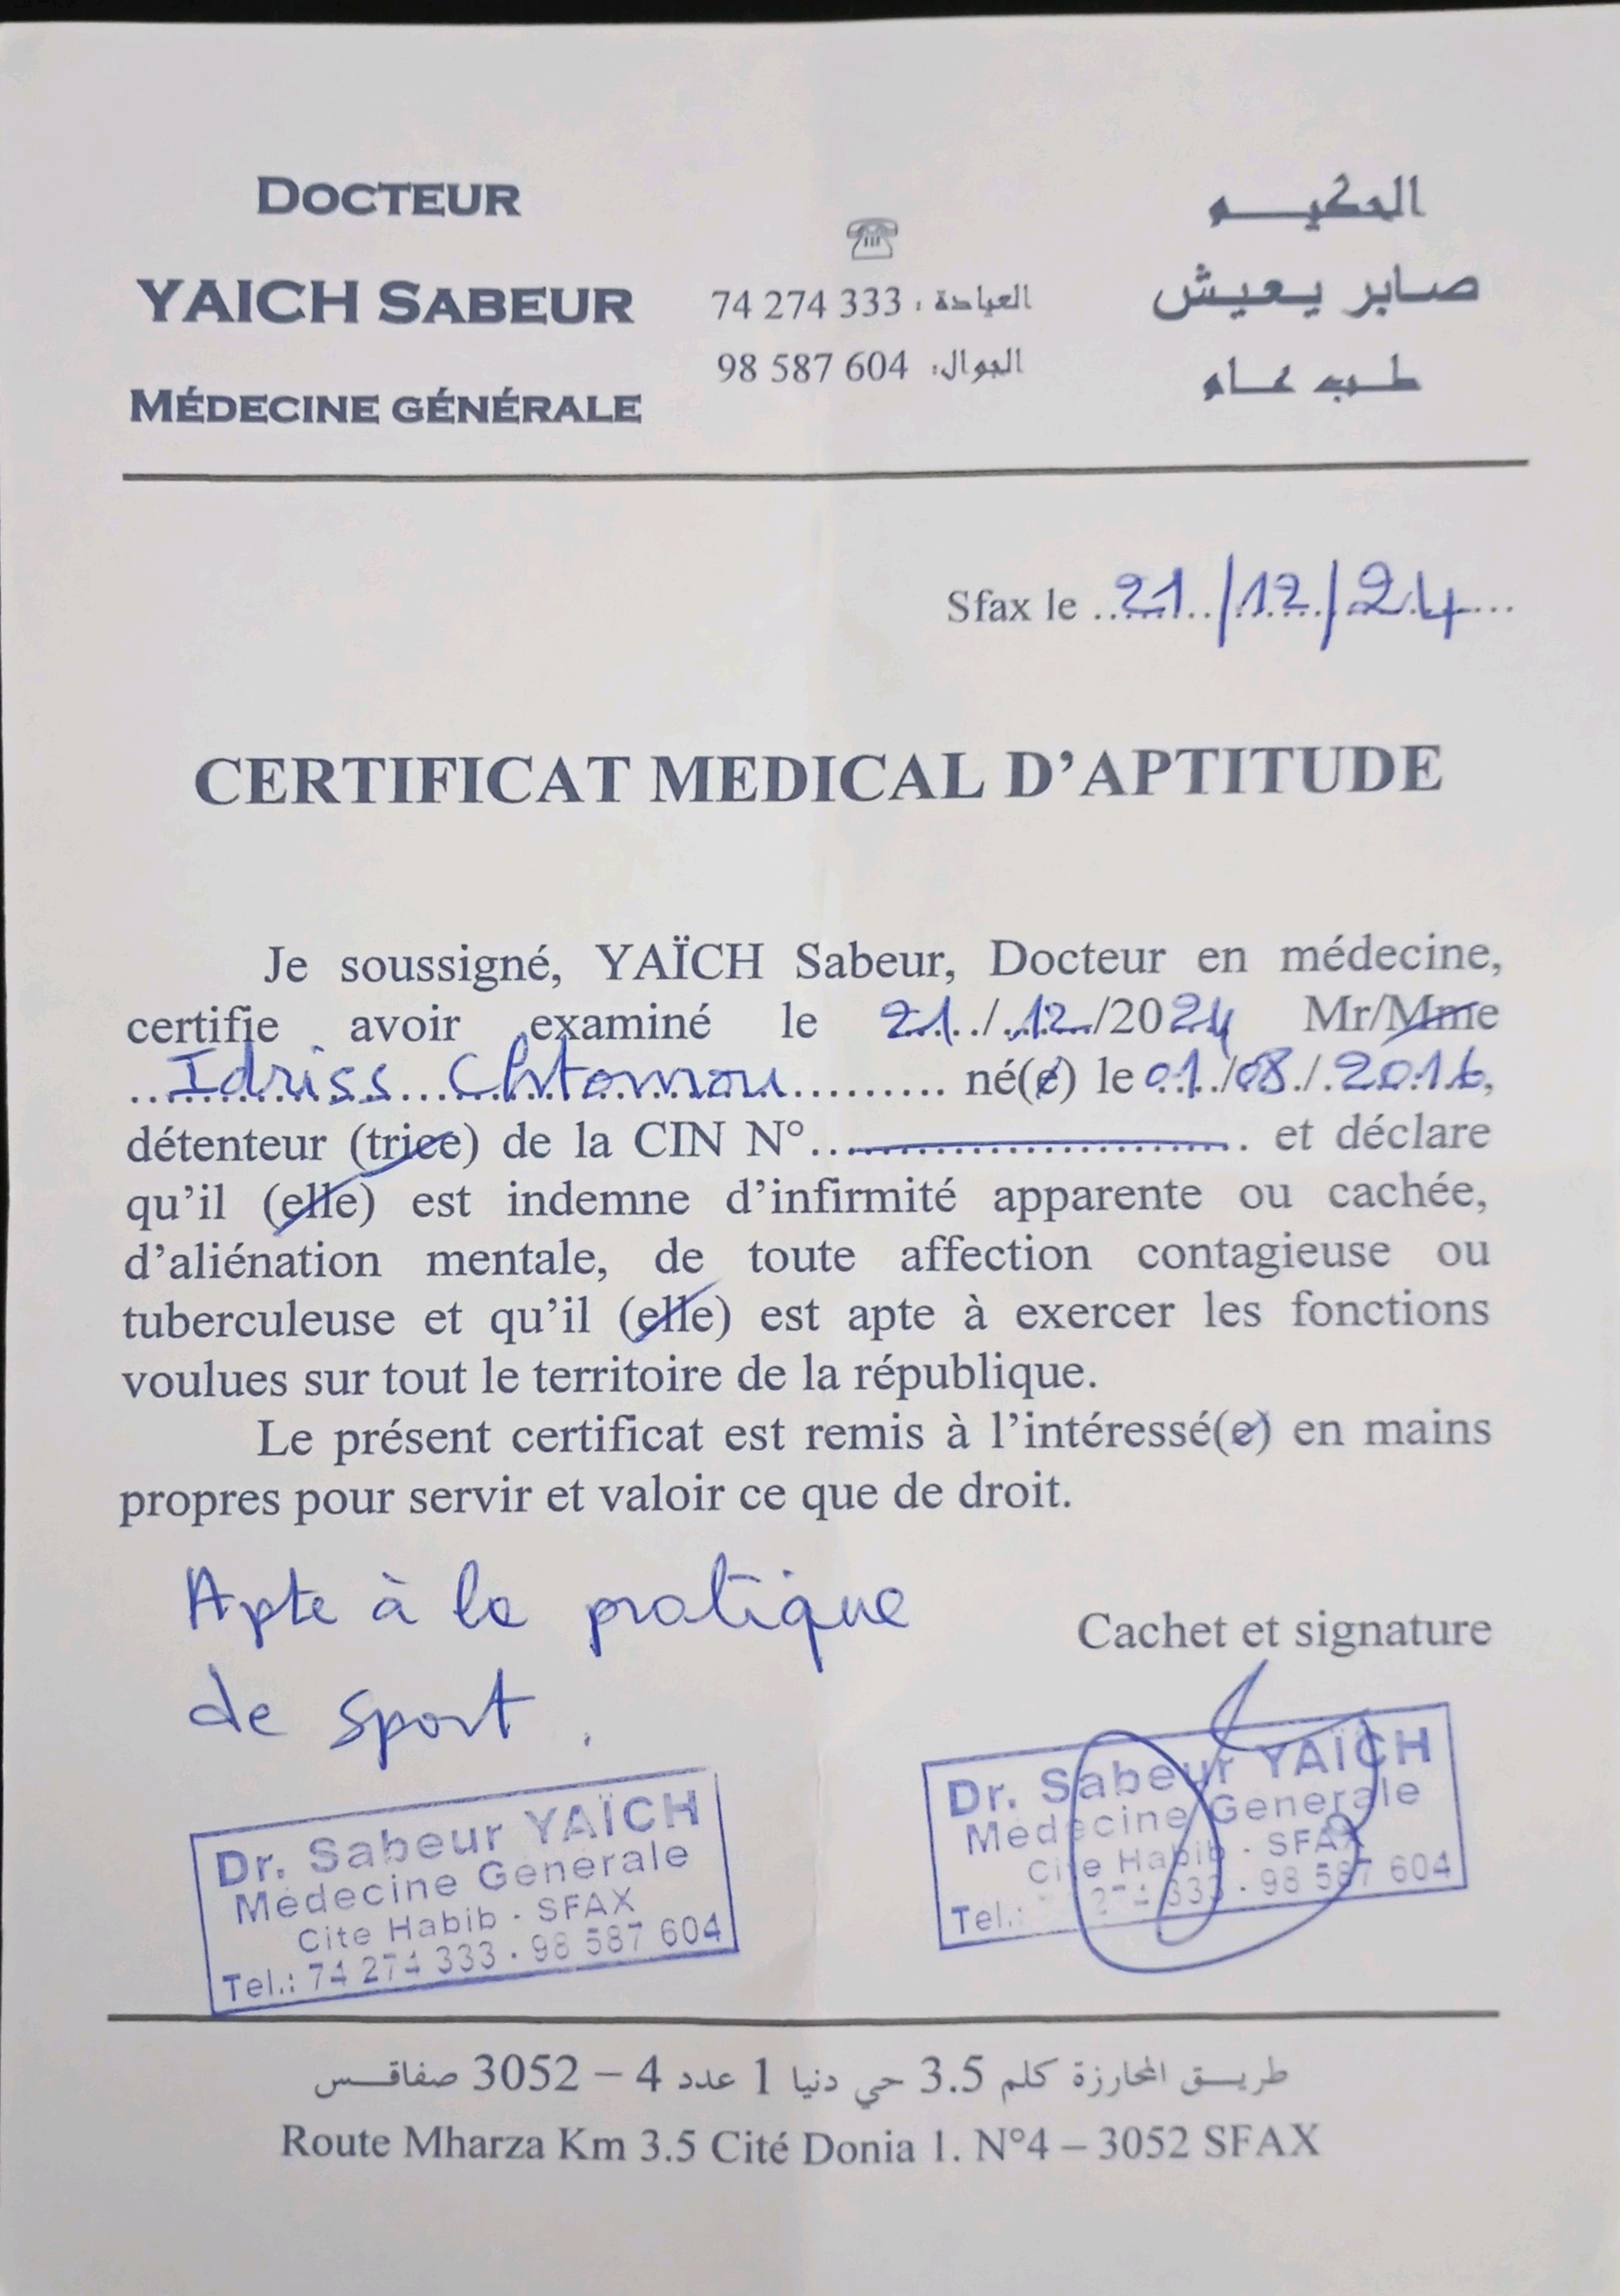 DOCTEUR
YAICH SABEUR
MÉDECINE GÉNÉRALE
العيادة : 74 274 333
الجوال: 98 587 604
الحكيم
صابر يعيش
طب عام
Sfax le 21/12/24
CERTIFICAT MEDICAL D'APTITUDE
Je soussigné, YAÏCH Sabeur, Docteur en médecine,
certifie avoir examiné le 21/12/2024 Mr/Mme
Idriss Chtourou né(e) le 01/08/2016,
détenteur (trice) de la CIN N°.......... et déclare
qu'il (elle) est indemne d'infirmité apparente ou cachée,
d'aliénation mentale, de toute affection contagieuse ou
tuberculeuse et qu'il (elle) est apte à exercer les fonctions
voulues sur tout le territoire de la république.
Le présent certificat est remis à l'intéressé(e) en mains
propres pour servir et valoir ce que de droit.
Apte à la pratique
de sport.
Cachet et signature
Dr. Sabeur YAÏCH
Médecine Generale
Cite Habib - SFAX
Tel.: 74 274 333 - 98 587 604
Dr. Sabeur YAÏCH
Médecine Generale
Cite Habib - SFAX
Tel.: 274 333 - 98 587 604
طريق المحارزة كلم 3.5 حي دنيا 1 عدد 4 – 3052 صفاقس
Route Mharza Km 3.5 Cité Donia 1. N°4 – 3052 SFAX